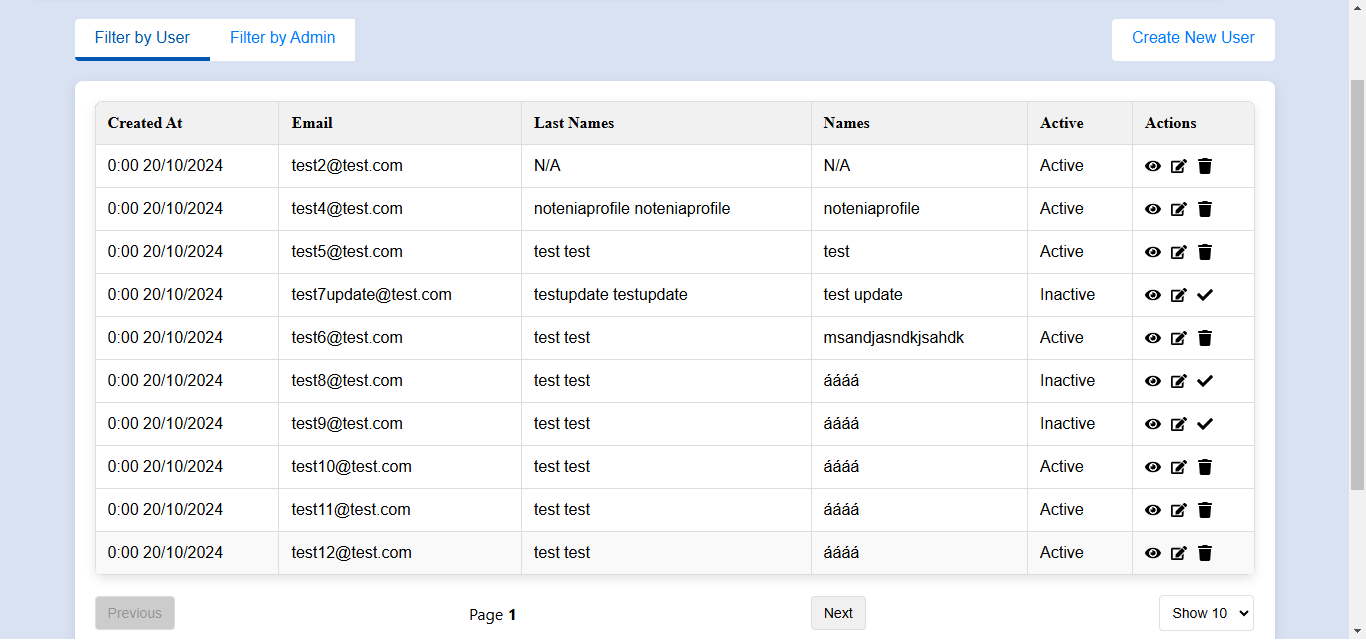 Filter by User Filter by Admin Create New User
Created At Email Last Names Names Active Actions
0:00 20/10/2024 test2@test.com N/A N/A Active
0:00 20/10/2024 test4@test.com noteniaprofile noteniaprofile noteniaprofile Active
0:00 20/10/2024 test5@test.com test test test Active
0:00 20/10/2024 test7update@test.com testupdate testupdate test update Inactive
0:00 20/10/2024 test6@test.com test test msandjasndkjsahdk Active
0:00 20/10/2024 test8@test.com test test áááá Inactive
0:00 20/10/2024 test9@test.com test test áááá Inactive
0:00 20/10/2024 test10@test.com test test áááá Active
0:00 20/10/2024 test11@test.com test test áááá Active
0:00 20/10/2024 test12@test.com test test áááá Active
Previous Page 1 Next Show 10